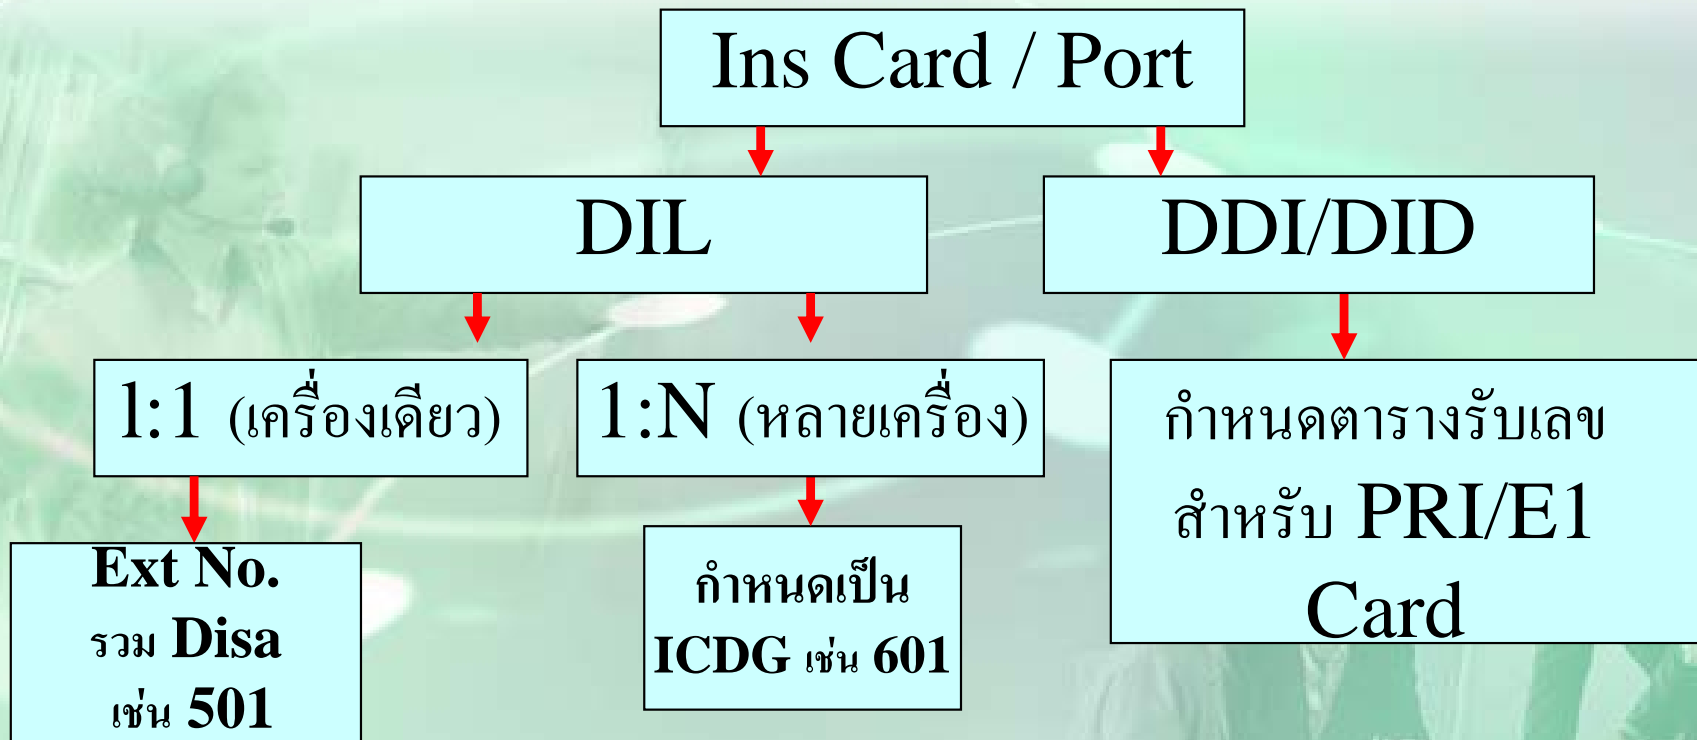 Ins Card / Port
DIL
DDI/DID
1:1 (เครื่องเดียว)
1:N (หลายเครื่อง)
กำหนดตารางรับเลข
สำหรับ PRI/E1
Card
Ext No.
รวม Disa
เช่น 501
กำหนดเป็น
ICDG เช่น 601